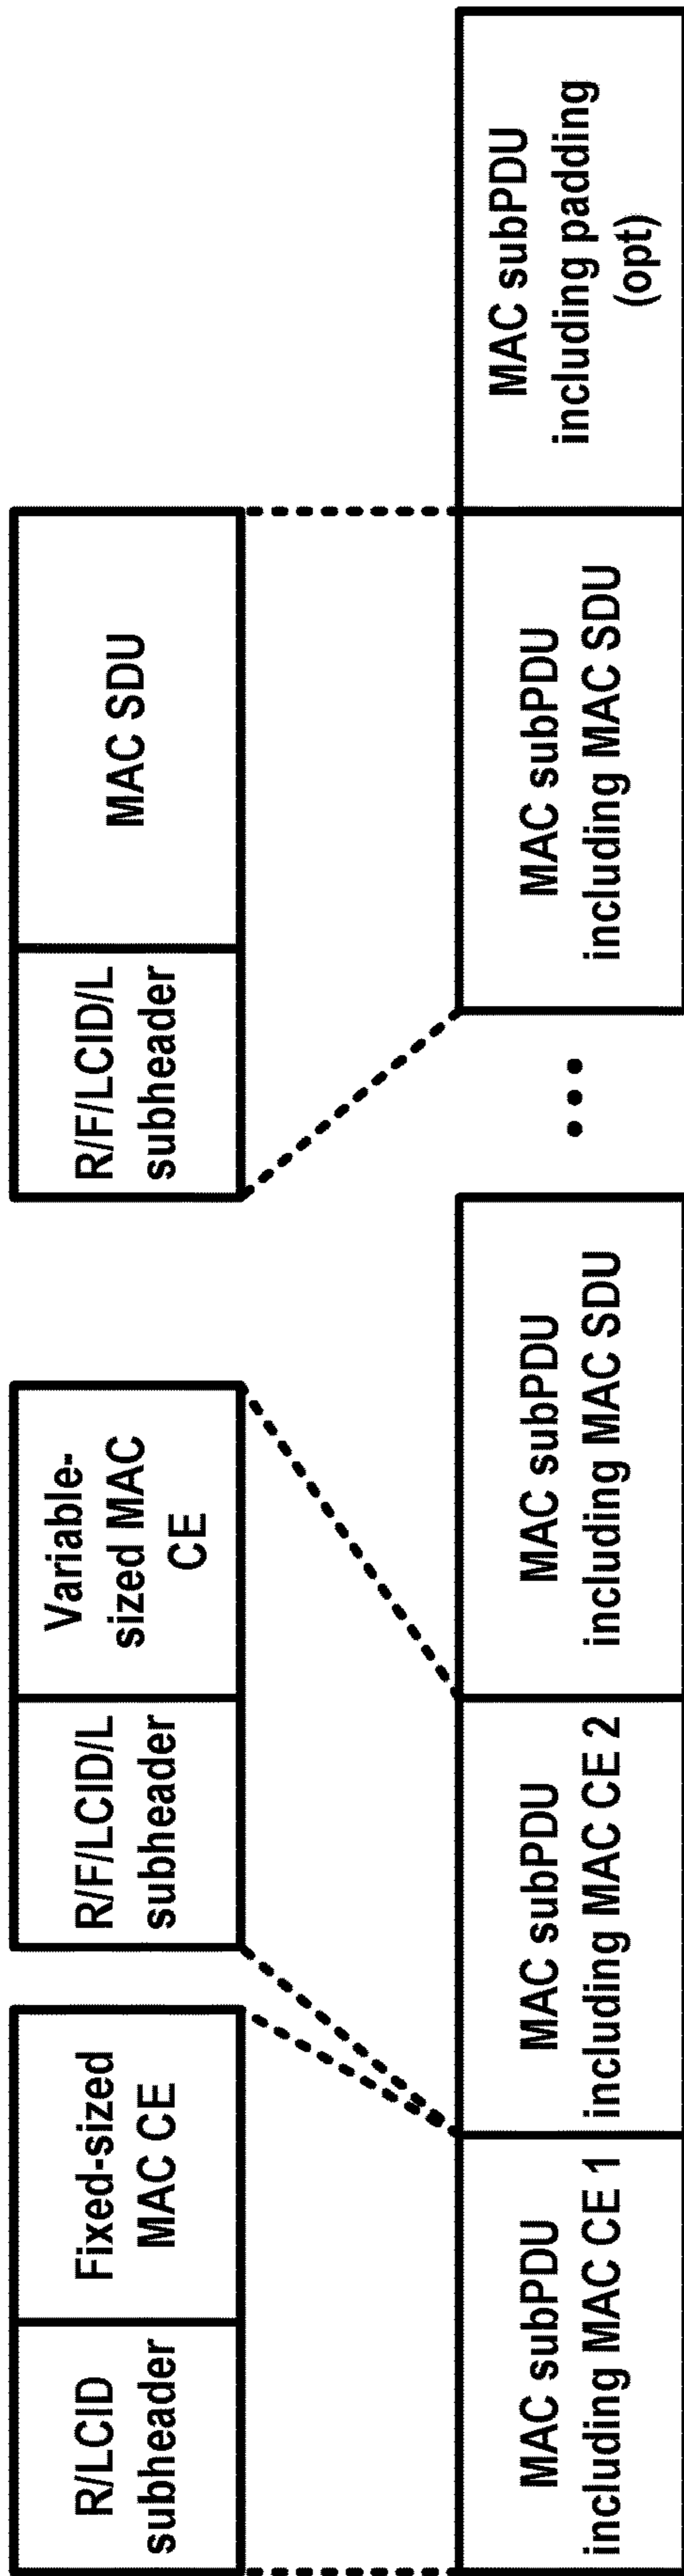 R/LCID
subheader
Fixed-sized
MAC CE
R/F/LCID/L
subheader
Variable-
sized MAC
CE
R/F/LCID/L
subheader
MAC SDU
MAC subPDU
including MAC CE 1
MAC subPDU
including MAC CE 2
MAC subPDU
including MAC SDU
• • •
MAC subPDU
including MAC SDU
MAC subPDU
including padding
(opt)